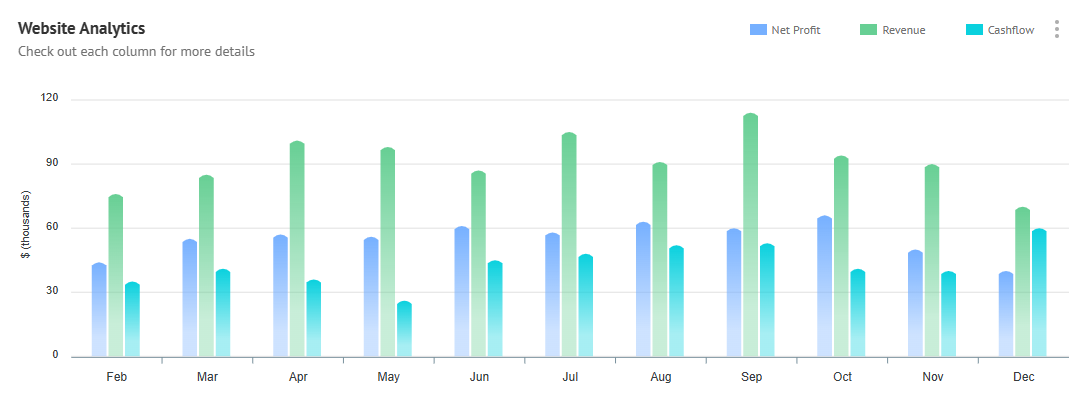 Website Analytics
Check out each column for more details
Net Profit Revenue Cashflow
120
90
60
30
0
$ (thousands)
Feb Mar Apr May Jun Jul Aug Sep Oct Nov Dec